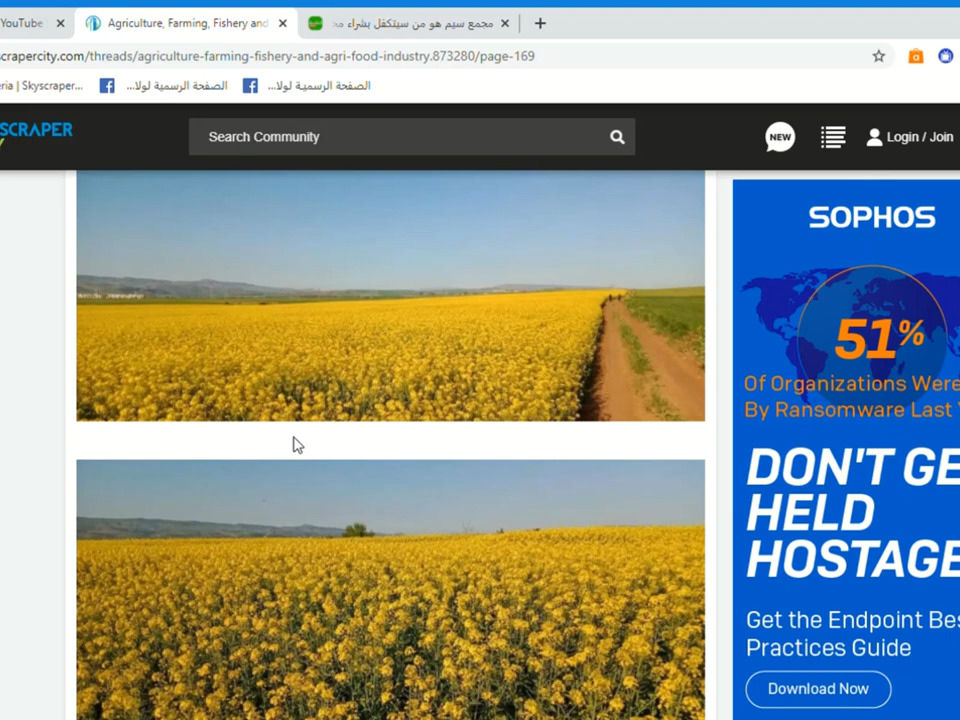 YouTube
Agriculture, Farming, Fishery and
مجمع سيم هو من سيتكفل بشراء مح
crapercity.com/threads/agriculture-farming-fishery-and-agri-food-industry.873280/page-169
ria | Skyscraper...
الصفحة الرسمية لولا...
الصفحة الرسمية لولا...
SCRAPER
Search Community
NEW
Login / Join
SOPHOS
51%
Of Organizations Were
By Ransomware Last
DON'T GE
HELD
HOSTAGE
Get the Endpoint Bes
Practices Guide
Download Now